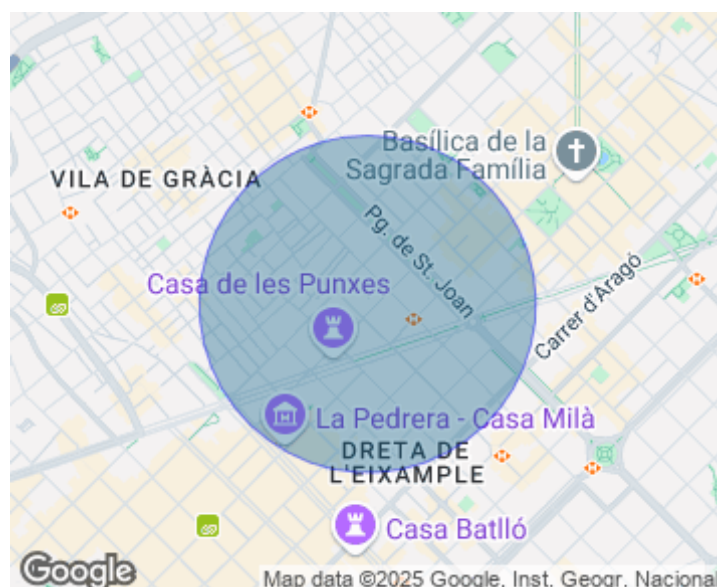 Basílica de la
Sagrada Família
VILA DE GRÀCIA
Pg. de St. Joan
Casa de les Punxes
Carrer d'Aragó
La Pedrera - Casa Milà
DRETA DE
L'EIXAMPLE
Casa Batlló
Google
Map data ©2025 Google, Inst. Geogr. Nacional